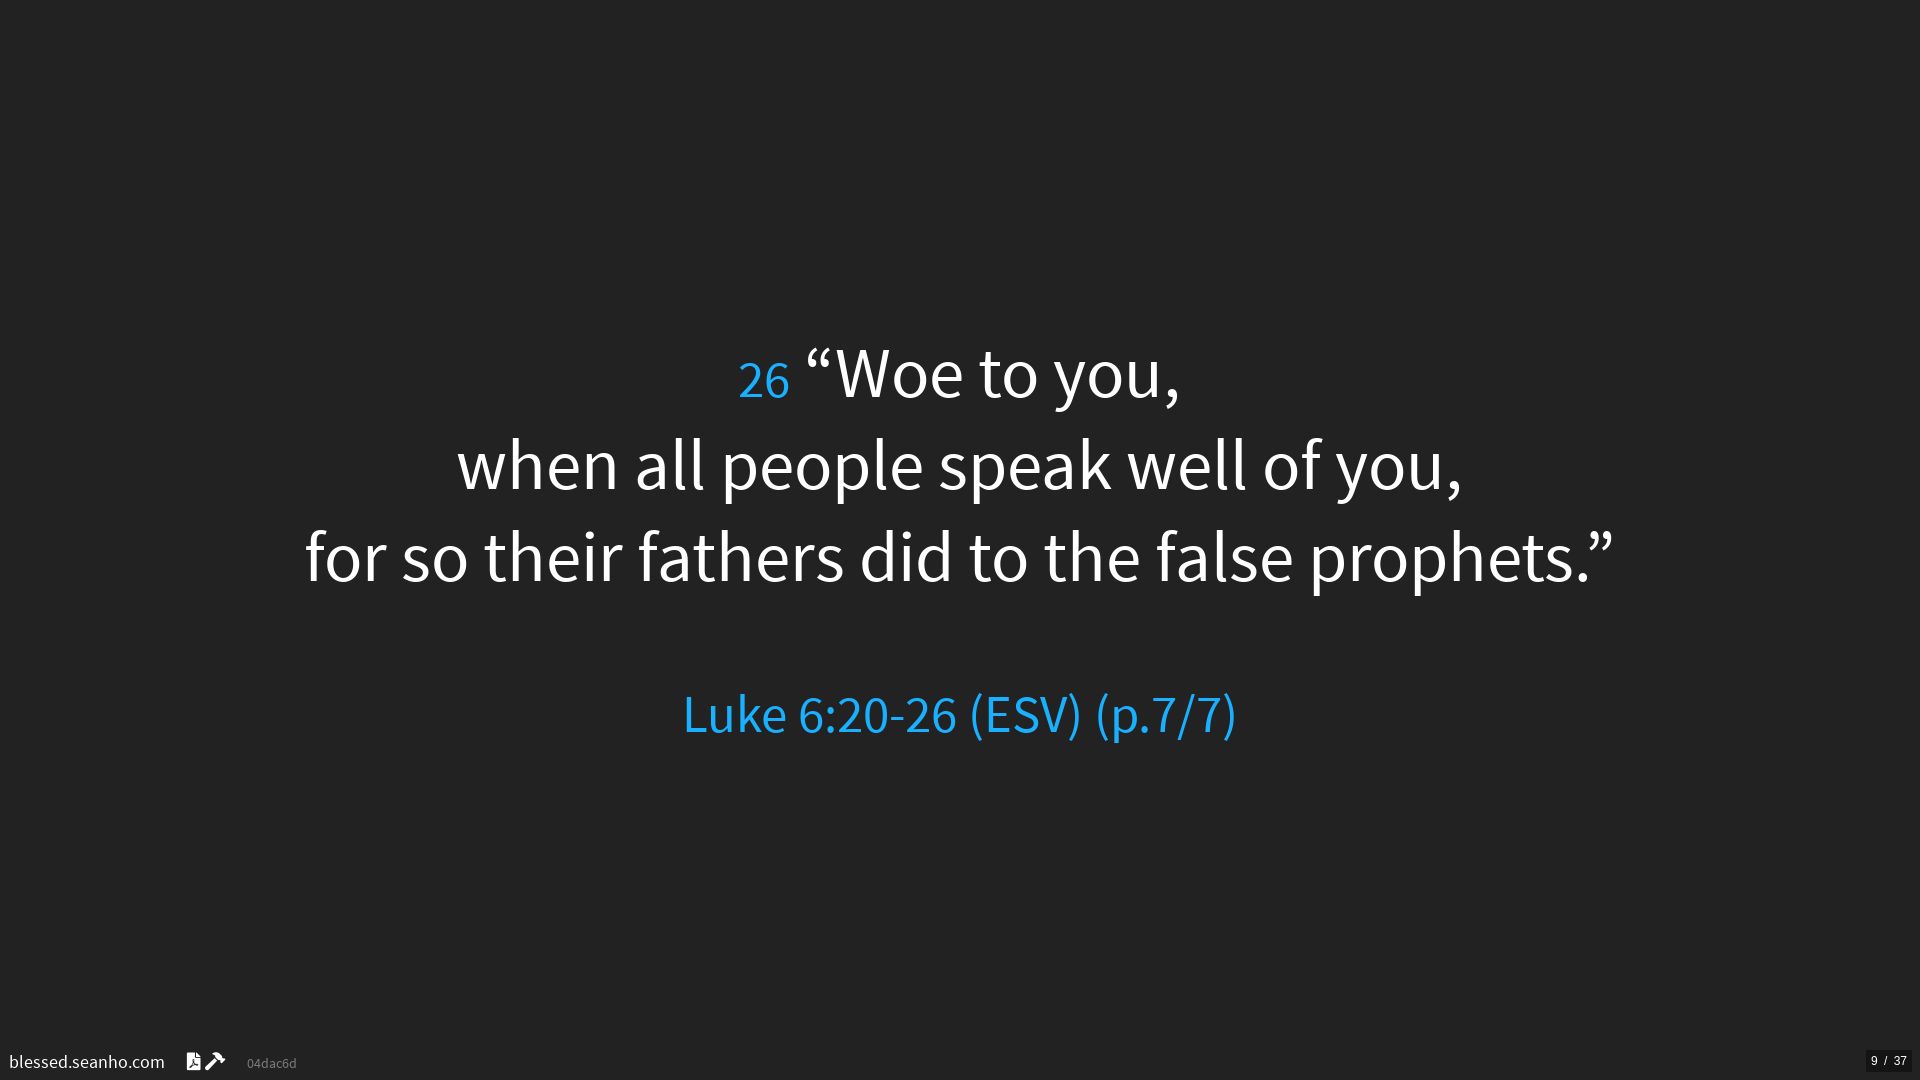 26 “Woe to you,
when all people speak well of you,
for so their fathers did to the false prophets.”
Luke 6:20-26 (ESV) (p.7/7)
blessed.seanho.com 04dac6d
9 / 37